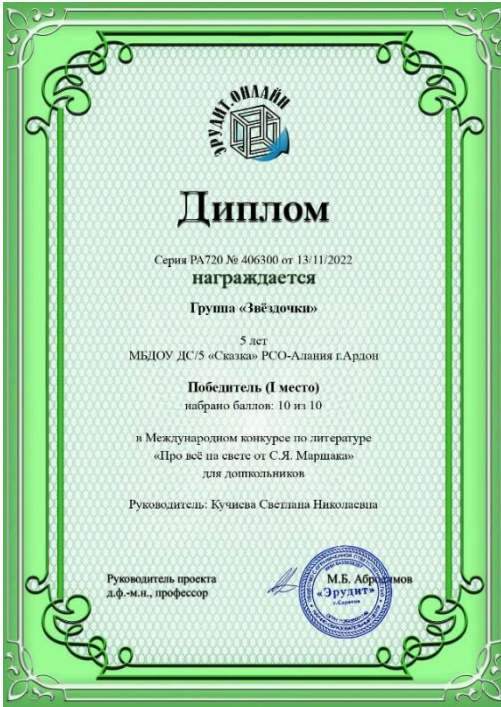 ЭРУДИТ.ОНЛАЙН
Диплом
Серия РА720 № 406300 от 13/11/2022
награждается
Группа «Звёздочки»
5 лет
МБДОУ ДС/5 «Сказка» РСО-Алания г.Ардон
Победитель (I место)
набрано баллов: 10 из 10
в Международном конкурсе по литературе
«Про всё на свете от С.Я. Маршака»
для дошкольников
Руководитель: Кучиева Светлана Николаевна
Руководитель проекта
М.Б. Абросимов
д.ф.-м.н., профессор
«Эрудит»
г.Саратов